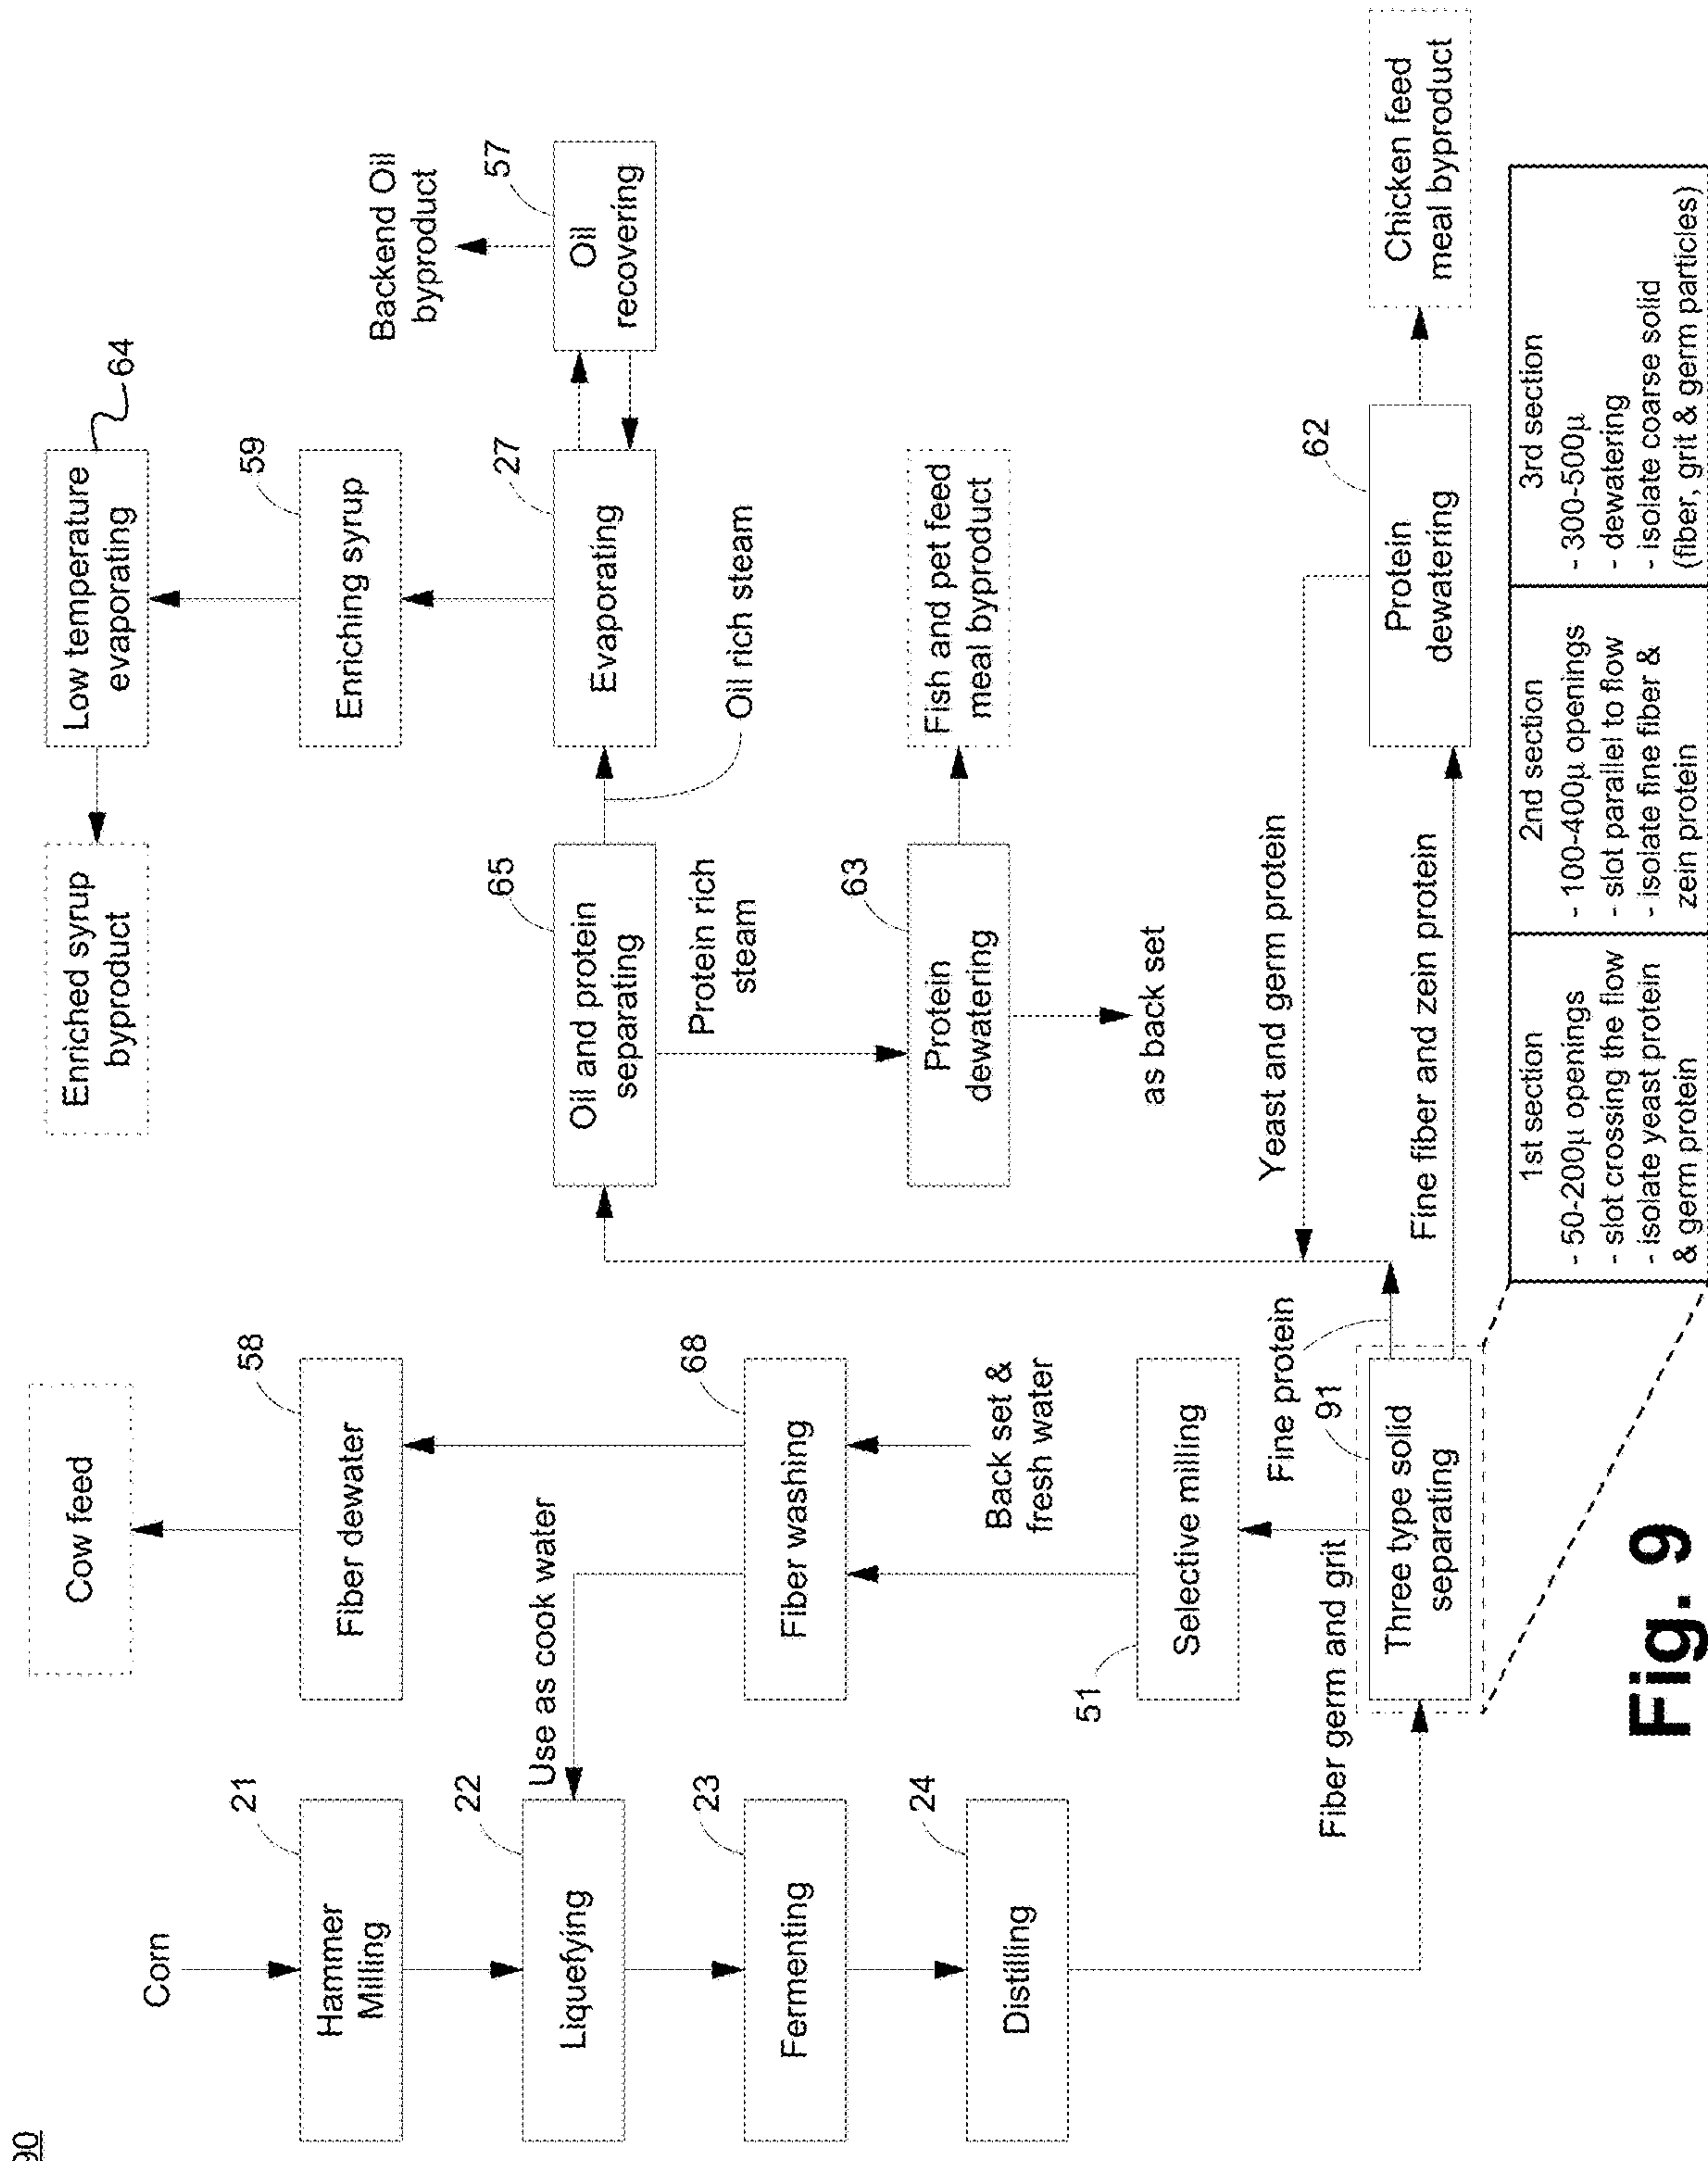 90
Corn
Hammer
Milling
21
Liquefying
22
Fermenting
23
Distilling
24
Use as cook water
Cow feed
Fiber dewater
58
Fiber washing
68
Back set &
fresh water
Selective milling
51
Fiber germ and grit
Three type solid
separating
91
Fine protein
Enriched syrup
byproduct
Low temperature
evaporating
64
Enriching syrup
59
Evaporating
27
Oil
recovering
57
Backend Oil
byproduct
Oil and protein
separating
65
Oil rich steam
Protein rich
steam
Protein
dewatering
63
Fish and pet feed
meal byproduct
as back set
Yeast and germ protein
Fine fiber and zein protein
Protein
dewatering
62
Chicken feed
meal byproduct
1st section
- 50-200µ openings
- slot crossing the flow
- isolate yeast protein
& germ protein
2nd section
- 100-400µ openings
- slot parallel to flow
- isolate fine fiber &
zein protein
3rd section
- 300-500µ
- dewatering
- isolate coarse solid
(fiber, grit & germ particles)
Fig. 9